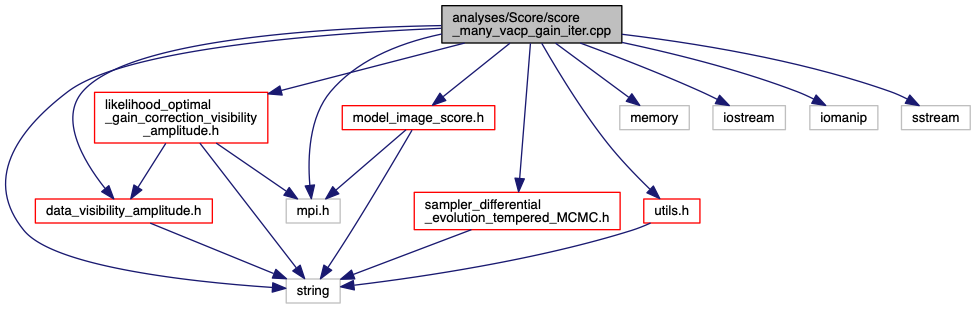 analyses/Score/score
_many_vacp_gain_iter.cpp
likelihood_optimal
_gain_correction_visibility
_amplitude.h
model_image_score.h
memory
iostream
iomanip
sstream
data_visibility_amplitude.h
mpi.h
sampler_differential
_evolution_tempered_MCMC.h
utils.h
string